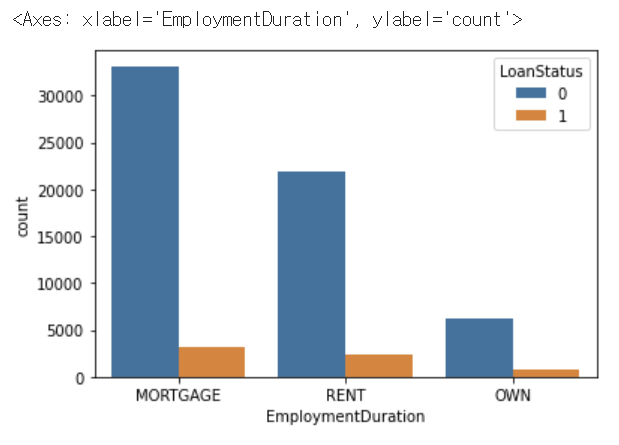 <Axes: xlabel='EmploymentDuration', ylabel='count'>
LoanStatus
0
1
30000
25000
20000
15000
10000
5000
0
count
MORTGAGE RENT OWN
EmploymentDuration